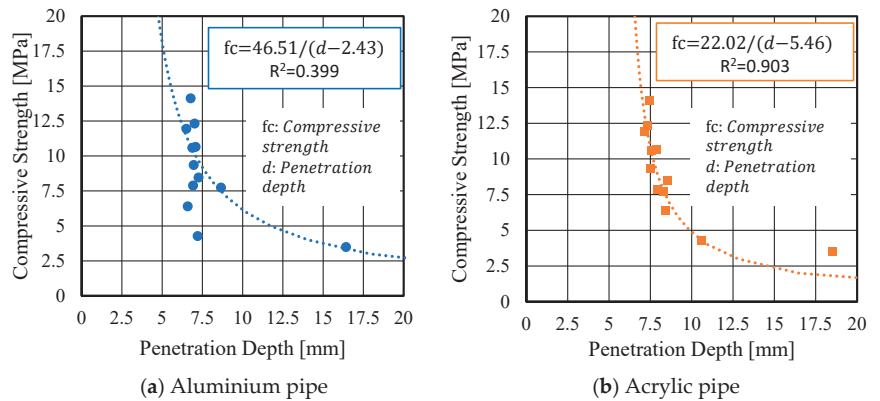 20
17.5
15
12.5
10
7.5
5
2.5
0
Compressive Strength [MPa]
fc=46.51/(d−2.43)
R²=0.399
fc: Compressive
strength
d: Penetration
depth
0 2.5 5 7.5 10 12.5 15 17.5 20
Penetration Depth [mm]
(a) Aluminium pipe
20
17.5
15
12.5
10
7.5
5
2.5
0
Compressive Strength [MPa]
fc=22.02/(d−5.46)
R²=0.903
fc: Compressive
strength
d: Penetration
depth
0 2.5 5 7.5 10 12.5 15 17.5 20
Penetration Depth [mm]
(b) Acrylic pipe